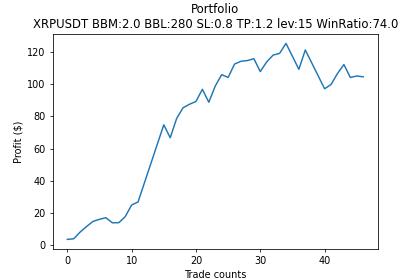 Portfolio
XRPUSDT BBM:2.0 BBL:280 SL:0.8 TP:1.2 lev:15 WinRatio:74.0
120
100
80
60
40
20
0
Profit ($)
0 10 20 30 40
Trade counts